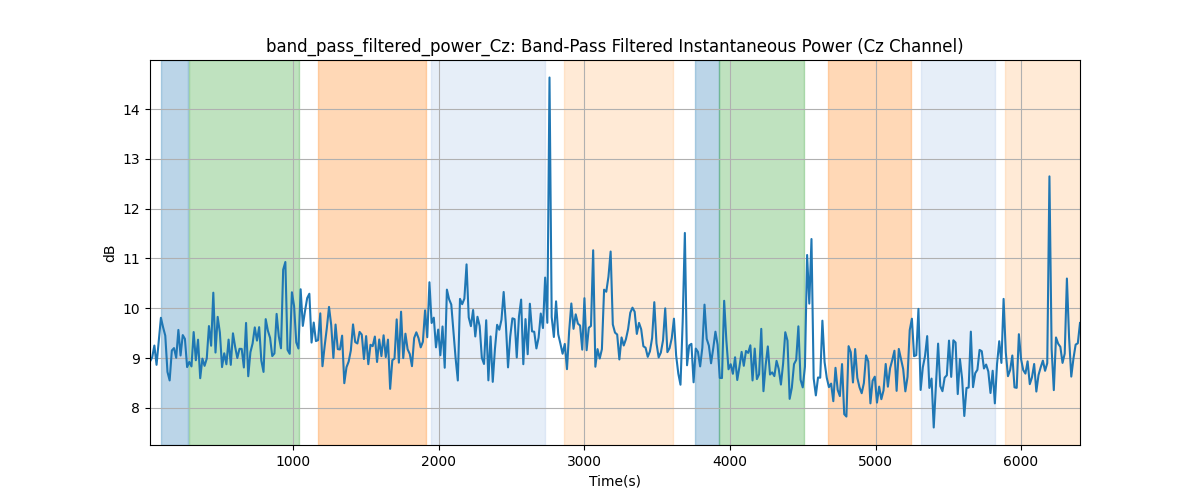 band_pass_filtered_power_Cz: Band-Pass Filtered Instantaneous Power (Cz Channel)
14
13
12
11
10
9
8
dB
1000 2000 3000 4000 5000 6000
Time(s)